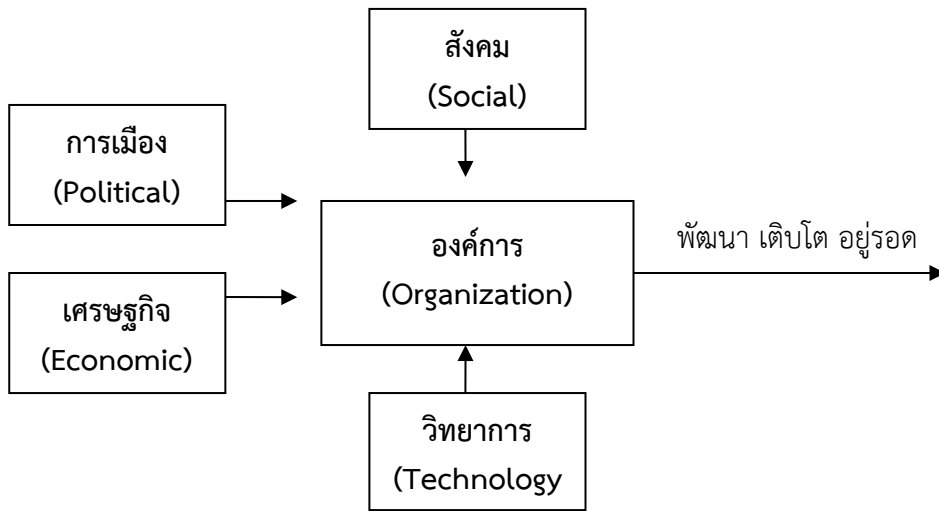 สังคม
(Social)
การเมือง
(Political)
องค์การ
(Organization)
พัฒนา เติบโต อยู่รอด
เศรษฐกิจ
(Economic)
วิทยาการ
(Technology